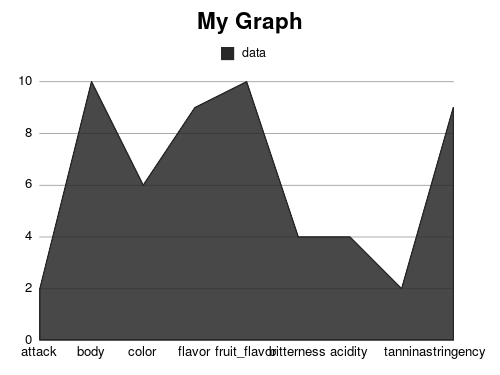 My Graph
data
10
8
6
4
2
0
attack body color flavor fruit_flavor bitterness acidity tannin astringency